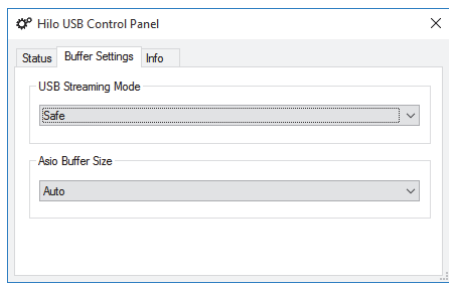 Hilo USB Control Panel
Status Buffer Settings Info
USB Streaming Mode
Safe
Asio Buffer Size
Auto